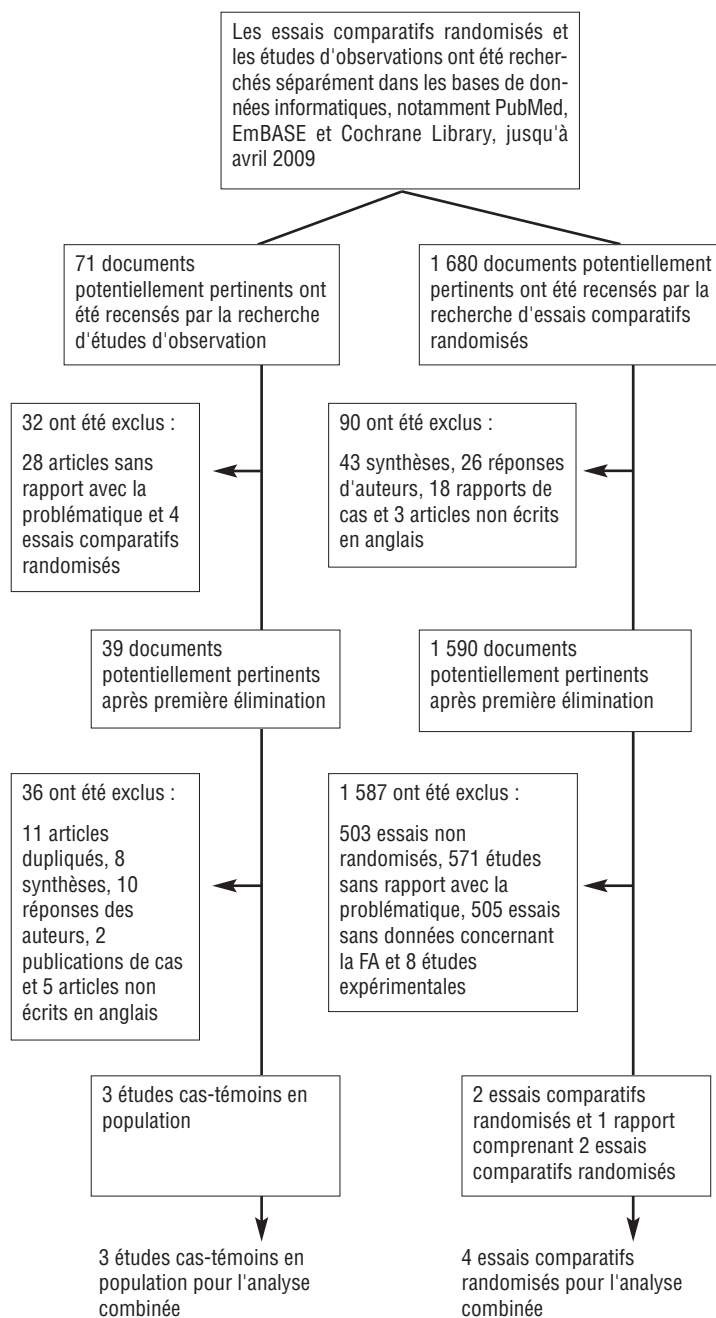 Les essais comparatifs randomisés et
les études d'observations ont été recher-
chés séparément dans les bases de don-
nées informatiques, notamment PubMed,
EmBASE et Cochrane Library, jusqu'à
avril 2009
71 documents
potentiellement pertinents ont
été recensés par la recherche
d'études d'observation
1 680 documents potentiellement
pertinents ont été recensés par la
recherche d'essais comparatifs
randomisés
32 ont été exclus :
28 articles sans
rapport avec la
problématique et 4
essais comparatifs
randomisés
90 ont été exclus :
43 synthèses, 26 réponses
d'auteurs, 18 rapports de
cas et 3 articles non écrits
en anglais
39 documents
potentiellement pertinents
après première élimination
1 590 documents
potentiellement pertinents
après première élimination
36 ont été exclus :
11 articles
dupliqués, 8
synthèses, 10
réponses des
auteurs, 2
publications de cas
et 5 articles non
écrits en anglais
1 587 ont été exclus :
503 essais non
randomisés, 571 études
sans rapport avec la
problématique, 505 essais
sans données concernant
la FA et 8 études
expérimentales
3 études cas-témoins en
population
2 essais comparatifs
randomisés et 1 rapport
comprenant 2 essais
comparatifs randomisés
3 études cas-témoins en
population pour l'analyse
combinée
4 essais comparatifs
randomisés pour l'analyse
combinée